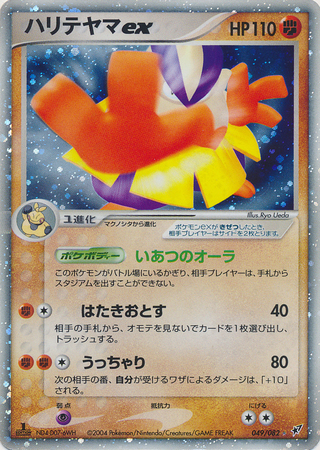 ハリテヤマex HP110
Illus.Ryo Ueda
1進化 マクノシタから進化
ポケモンexがきぜつしたとき、
相手プレイヤーはサイドを2枚とります。
ポケボディー いあつのオーラ
このポケモンがバトル場にいるかぎり、相手プレイヤーは、手札から
スタジアムを出すことができない。
はたきおとす 40
相手の手札から、オモテを見ないでカードを1枚選び出し、
トラッシュする。
うっちゃり 80
次の相手の番、自分が受けるワザによるダメージは、「+10」
される。
弱点 抵抗力 にげる
©2004 Pokémon/Nintendo/Creatures/GAME FREAK. 049/082